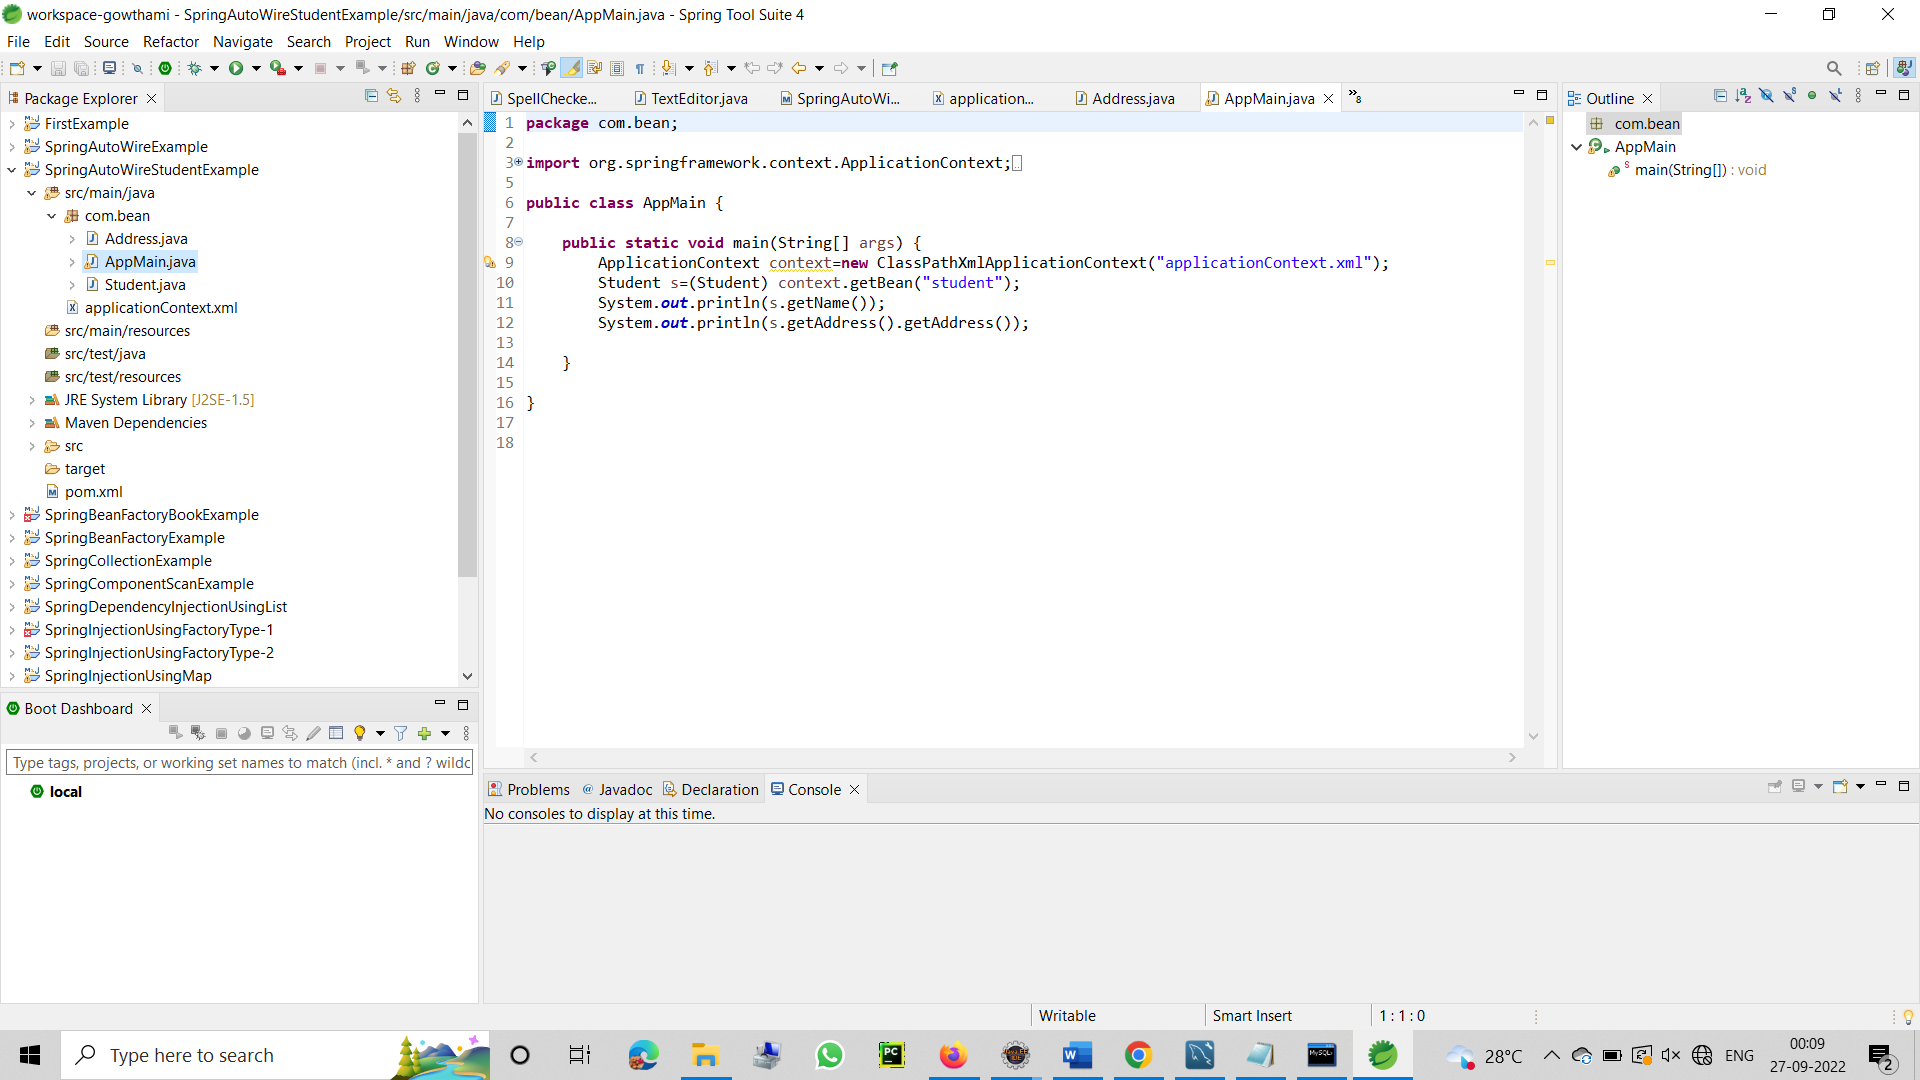 workspace-gowthami - SpringAutoWireStudentExample/src/main/java/com/bean/AppMain.java - Spring Tool Suite 4
File Edit Source Refactor Navigate Search Project Run Window Help
Package Explorer
FirstExample
SpringAutoWireExample
SpringAutoWireStudentExample
src/main/java
com.bean
Address.java
AppMain.java
Student.java
applicationContext.xml
src/main/resources
src/test/java
src/test/resources
JRE System Library [J2SE-1.5]
Maven Dependencies
src
target
pom.xml
SpringBeanFactoryBookExample
SpringBeanFactoryExample
SpringCollectionExample
SpringComponentScanExample
SpringDependencyInjectionUsingList
SpringInjectionUsingFactoryType-1
SpringInjectionUsingFactoryType-2
SpringInjectionUsingMap
Boot Dashboard
Type tags, projects, or working set names to match (incl. * and ? wildc
local
SpellChecke... TextEditor.java SpringAutoWi... application... Address.java AppMain.java
1 package com.bean;
2
3 import org.springframework.context.ApplicationContext;
5
6 public class AppMain {
7
8 public static void main(String[] args) {
9 ApplicationContext context=new ClassPathXmlApplicationContext("applicationContext.xml");
10 Student s=(Student) context.getBean("student");
11 System.out.println(s.getName());
12 System.out.println(s.getAddress().getAddress());
13
14 }
15
16 }
17
18
Outline
com.bean
AppMain
main(String[]) : void
Problems Javadoc Declaration Console
No consoles to display at this time.
Writable Smart Insert 1 : 1 : 0
Type here to search
28°C ENG
00:09
27-09-2022
2